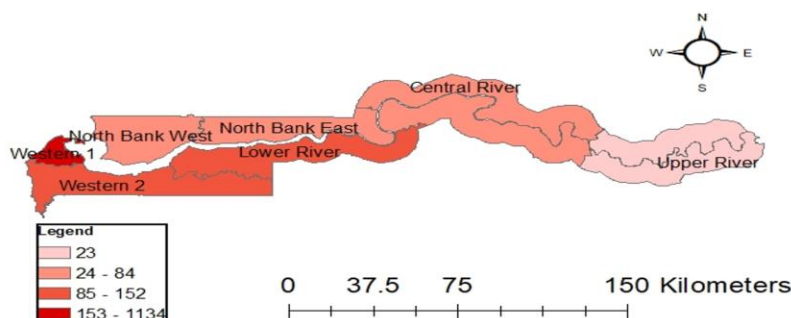 N
W E
S
Central River
North Bank West
North Bank East
Western 1
Lower River
Upper River
Western 2
Legend
23
24 - 84
85 - 152
153 - 1134
0 37.5 75 150 Kilometers